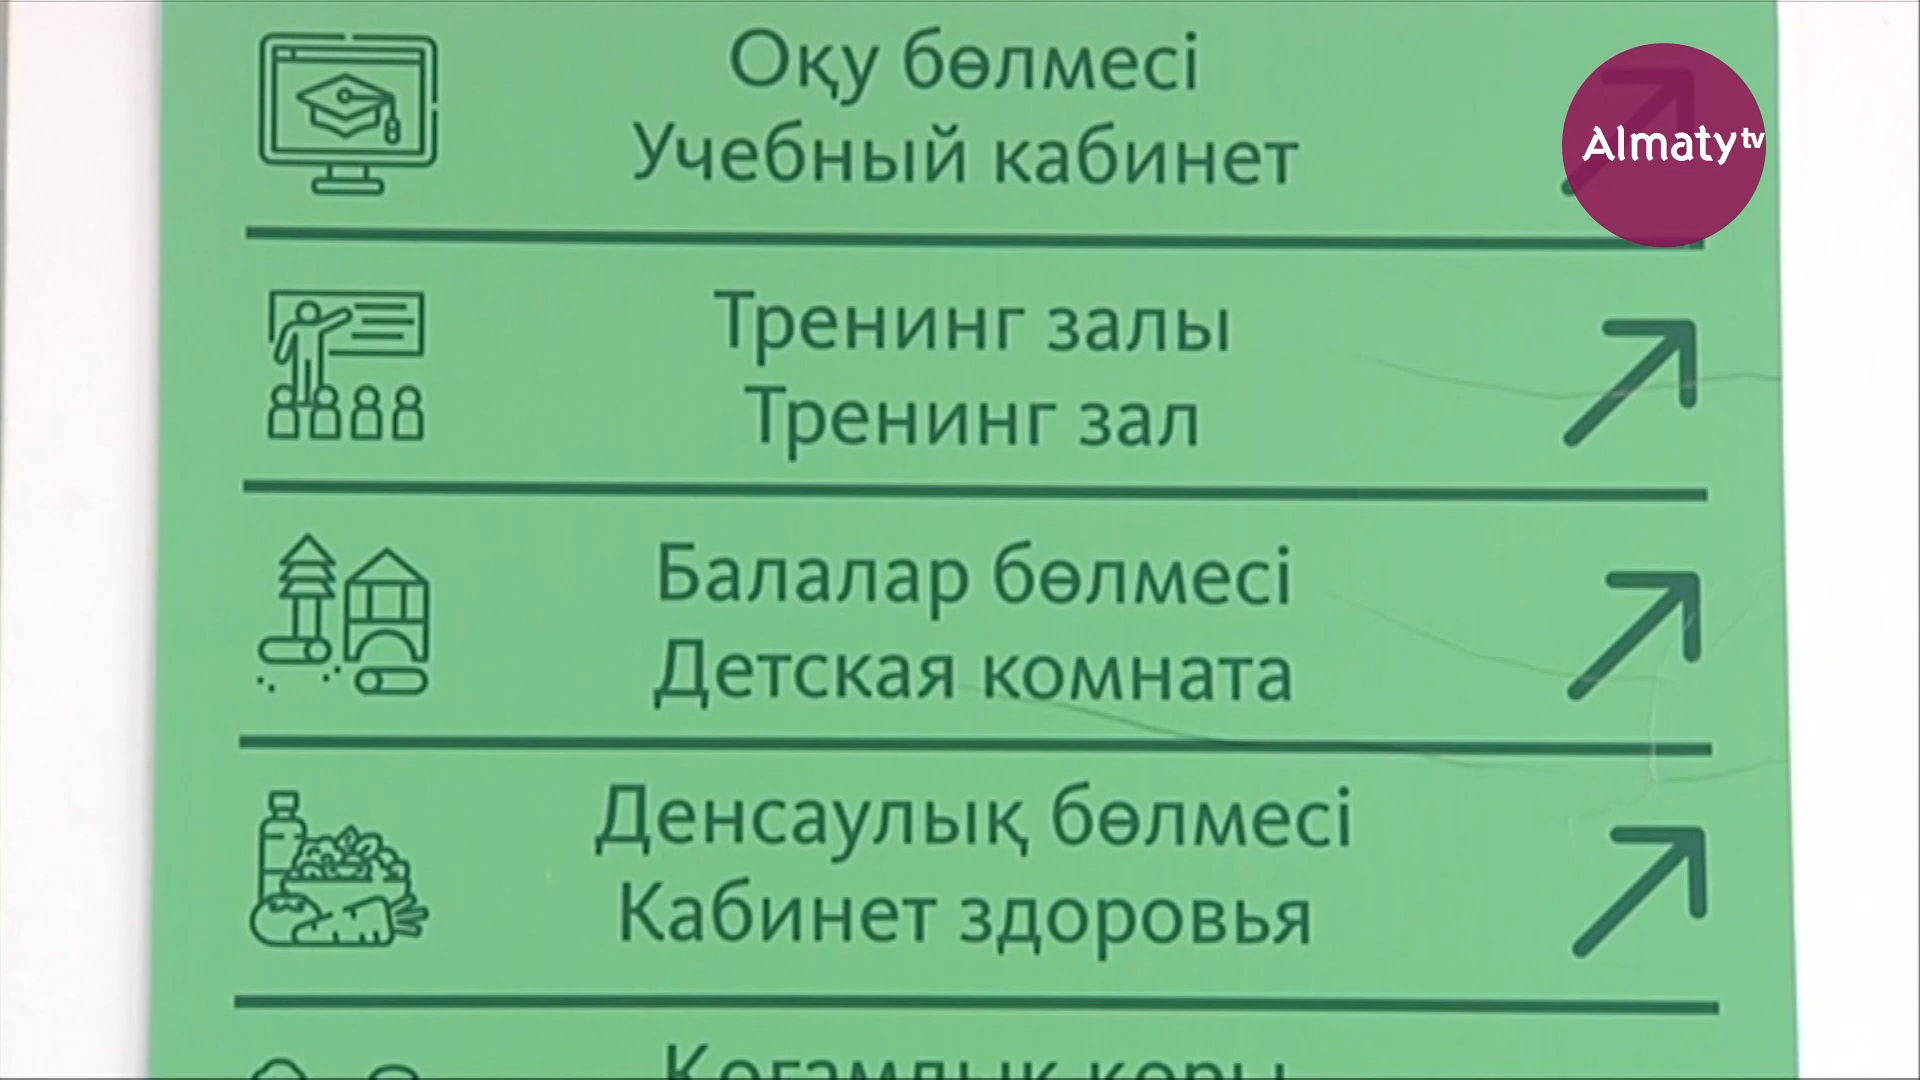 Оқу бөлмесі
Учебный кабинет
Almaty tv
Тренинг залы
Тренинг зал
Балалар бөлмесі
Детская комната
Денсаулық бөлмесі
Кабинет здоровья